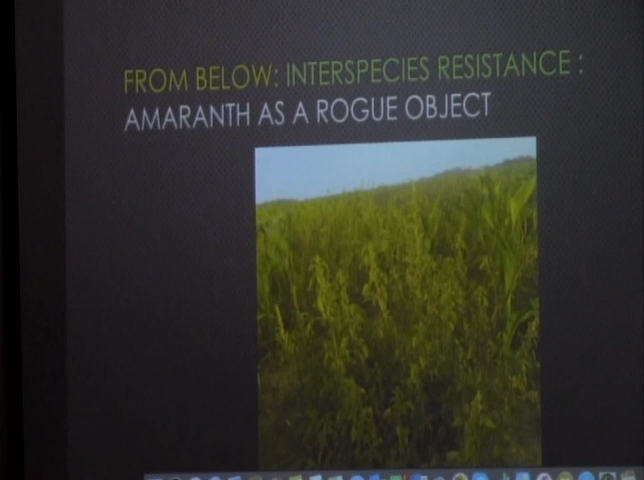 FROM BELOW: INTERSPECIES RESISTANCE :
AMARANTH AS A ROGUE OBJECT